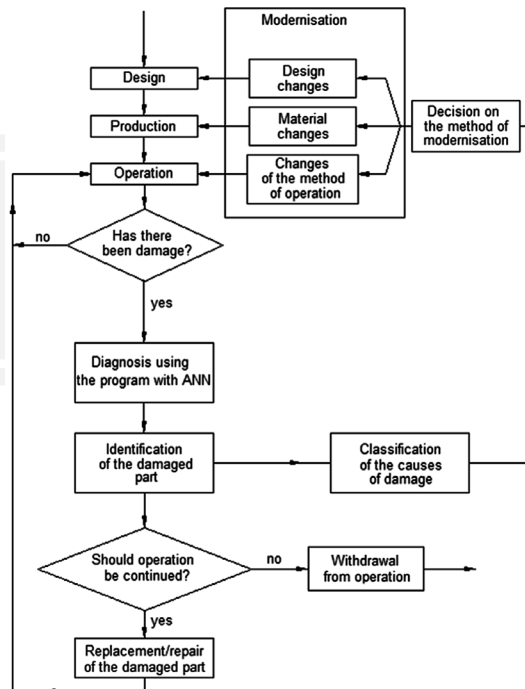 Modernisation
Design
Design
changes
Production
Material
changes
Decision on
the method of
modernisation
Operation
Changes
of the method
of operation
no
Has there
been damage?
yes
Diagnosis using
the program with ANN
Identification
of the damaged
part
Classification
of the causes
of damage
Should operation
be continued?
no
Withdrawal
from operation
yes
Replacement/repair
of the damaged part